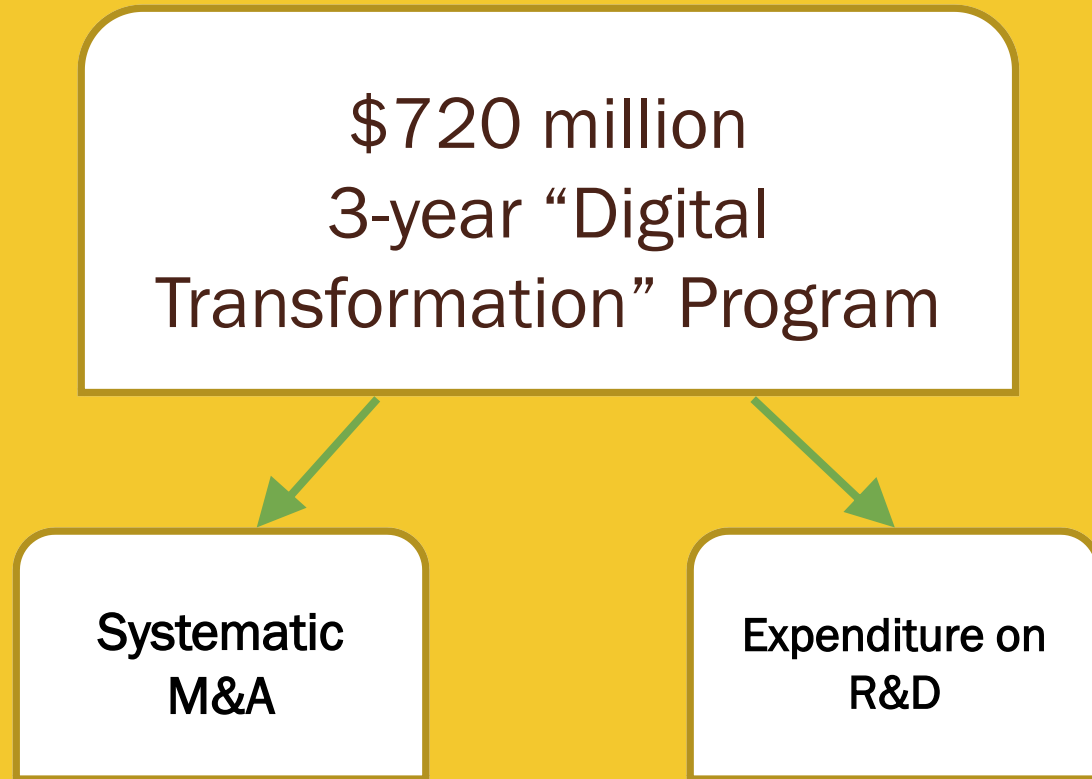 $720 million
3-year “Digital
Transformation” Program
Systematic
M&A
Expenditure on
R&D